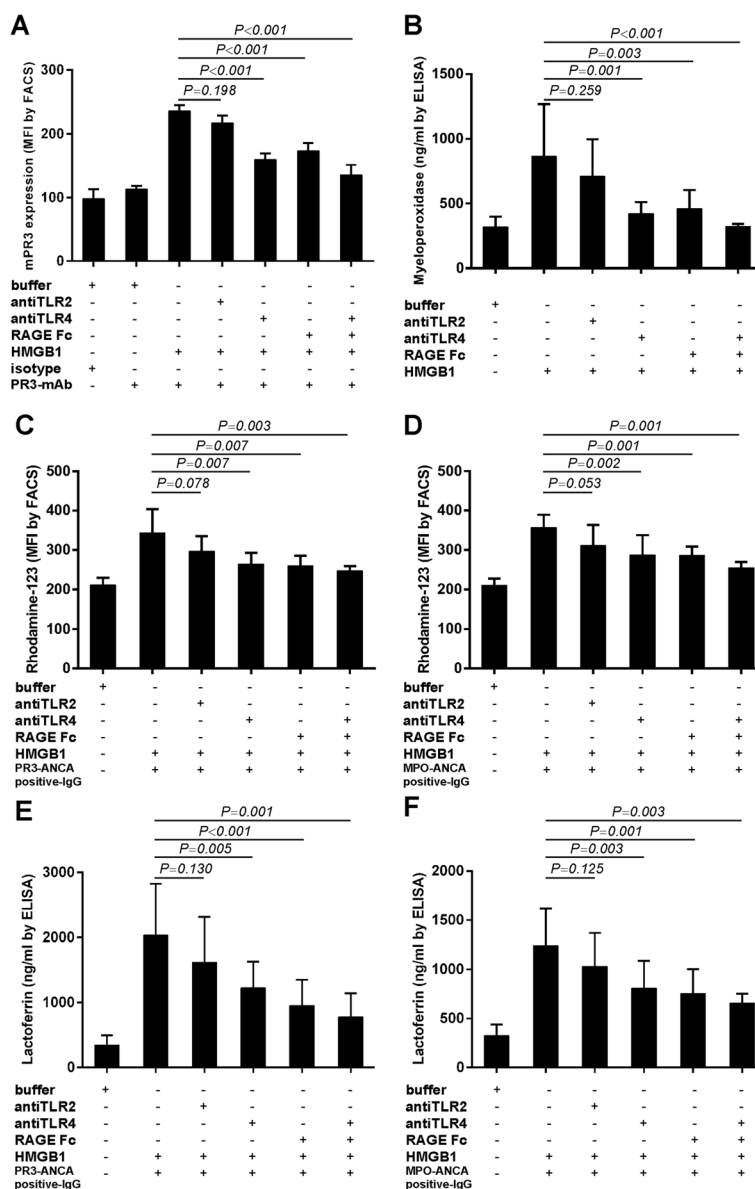 A
P<0.001
P<0.001
P<0.001
P=0.198
mPR3 expression (MFI by FACS)
300
200
100
0
buffer + + - - - - -
antiTLR2 - - - + - - -
antiTLR4 - - - - + - +
RAGE Fc - - - - - + +
HMGB1 - - + + + + +
isotype + - - - - - -
PR3-mAb - + + + + + +
B
P<0.001
P=0.003
P=0.001
P=0.259
Myeloperoxidase (ng/ml by ELISA)
1500
1000
500
0
buffer + - - - - -
antiTLR2 - - + - - -
antiTLR4 - - - + - +
RAGE Fc - - - - + +
HMGB1 - + + + + +
C
P=0.003
P=0.007
P=0.007
P=0.078
Rhodamine-123 (MFI by FACS)
500
400
300
200
100
0
buffer + - - - - -
antiTLR2 - - + - - -
antiTLR4 - - - + - +
RAGE Fc - - - - + +
HMGB1 - + + + + +
PR3-ANCA - + + + + +
positive-IgG
D
P=0.001
P=0.001
P=0.002
P=0.053
Rhodamine-123 (MFI by FACS)
500
400
300
200
100
0
buffer + - - - - -
antiTLR2 - - + - - -
antiTLR4 - - - + - +
RAGE Fc - - - - + +
HMGB1 - + + + + +
MPO-ANCA - + + + + +
positive-IgG
E
P=0.001
P<0.001
P=0.005
P=0.130
Lactoferrin (ng/ml by ELISA)
3000
2000
1000
0
buffer + - - - - -
antiTLR2 - - + - - -
antiTLR4 - - - + - +
RAGE Fc - - - - + +
HMGB1 - + + + + +
PR3-ANCA - + + + + +
positive-IgG
F
P=0.003
P=0.001
P=0.003
P=0.125
Lactoferrin (ng/ml by ELISA)
2000
1500
1000
500
0
buffer + - - - - -
antiTLR2 - - + - - -
antiTLR4 - - - + - +
RAGE Fc - - - - + +
HMGB1 - + + + + +
MPO-ANCA - + + + + +
positive-IgG